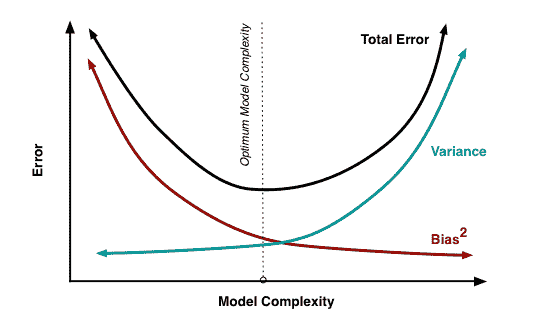 Total Error
Optimum Model Complexity
Variance
Error
Bias²
Model Complexity